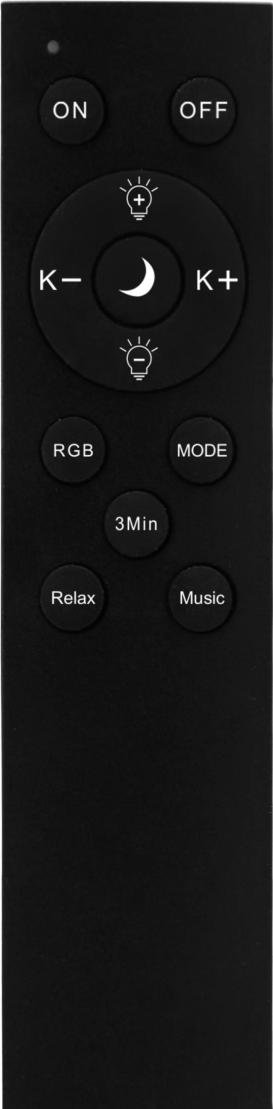 ON OFF
K− K+
RGB MODE
3Min
Relax Music